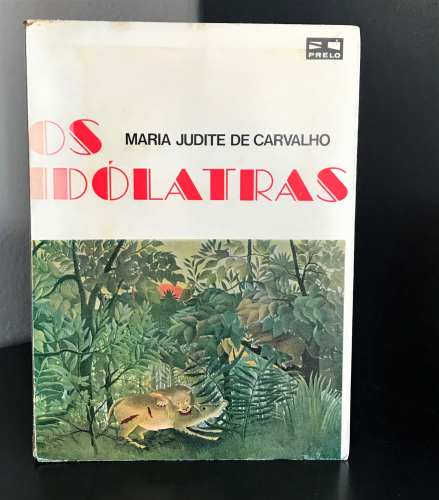 PRELO
OS
MARIA JUDITE DE CARVALHO
IDÓLATRAS